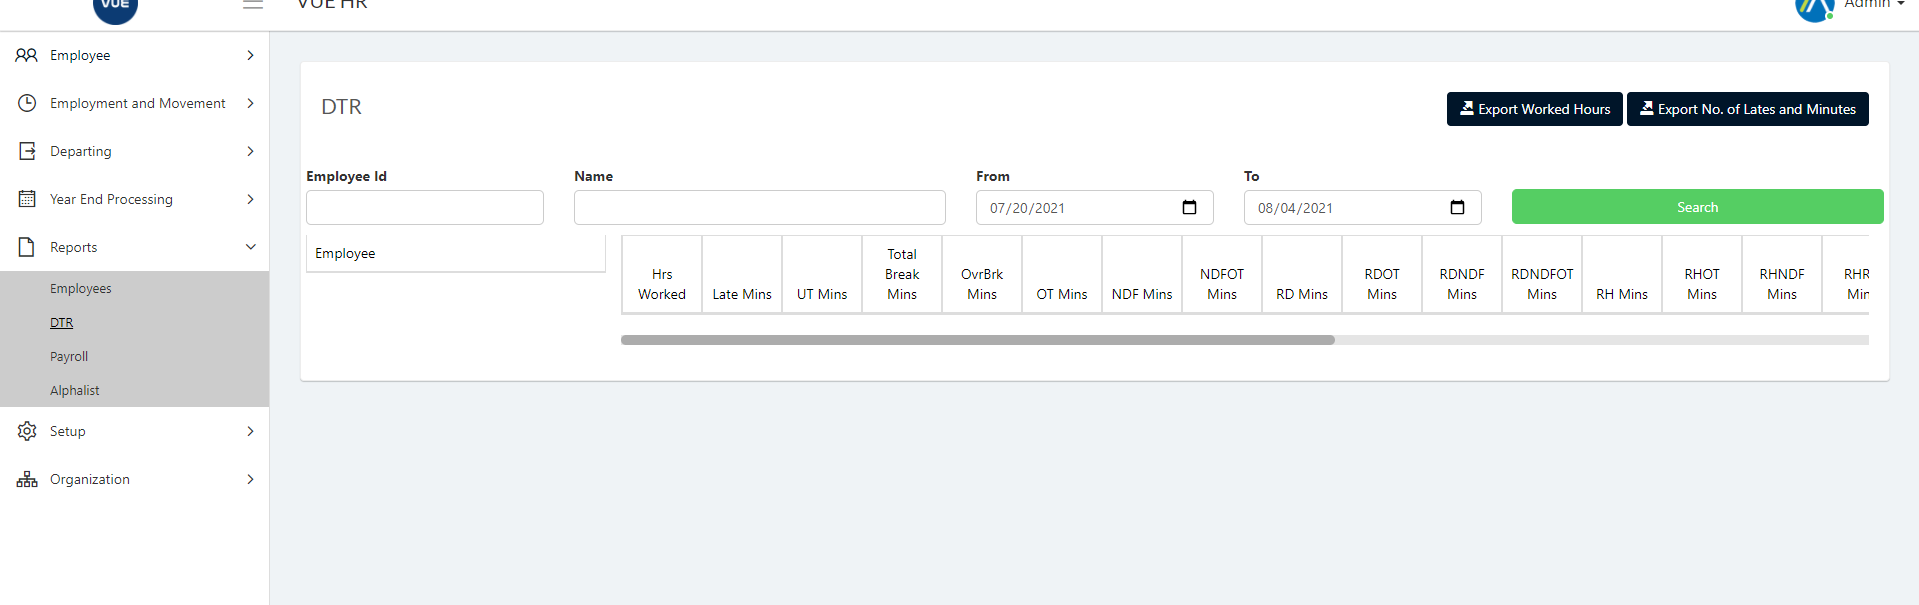 VUE
VUE HR
Admin
Employee
Employment and Movement
Departing
Year End Processing
Reports
Employees
DTR
Payroll
Alphalist
Setup
Organization
DTR
Export Worked Hours
Export No. of Lates and Minutes
Employee Id
Name
From
To
07/20/2021
08/04/2021
Search
Employee
Hrs
Worked
Late Mins
UT Mins
Total
Break
Mins
OvrBrk
Mins
OT Mins
NDF Mins
NDFOT
Mins
RD Mins
RDOT
Mins
RDNDF
Mins
RDNDFOT
Mins
RH Mins
RHOT
Mins
RHNDF
Mins